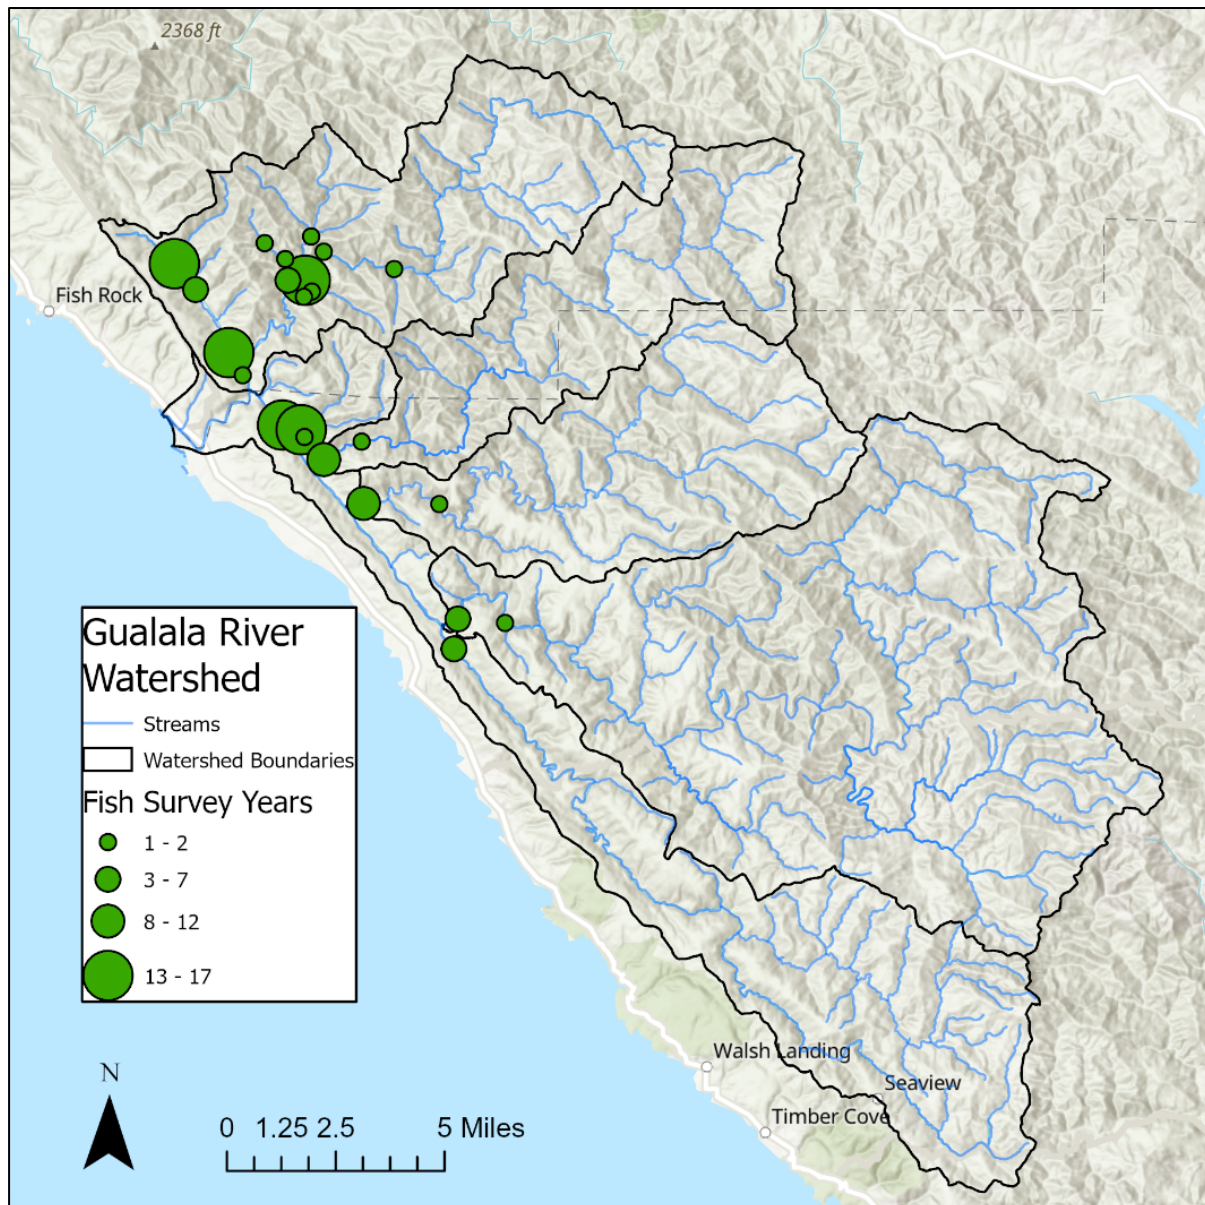 2368 ft
Fish Rock
Gualala River
Watershed
Streams
Watershed Boundaries
Fish Survey Years
1 - 2
3 - 7
8 - 12
13 - 17
Walsh Landing
Seaview
Timber Cove
N
0 1.25 2.5 5 Miles